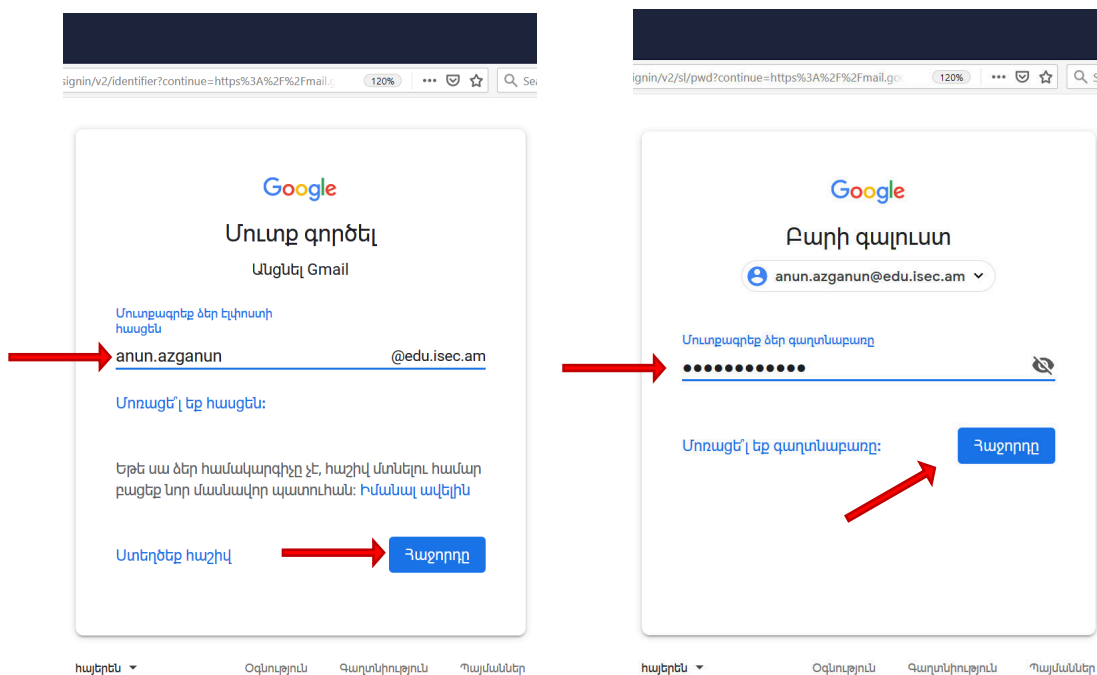 signin/v2/identifier?continue=https%3A%2F%2Fmail.g 120%
Google
Մուտք գործել
Անցնել Gmail
Մուտքագրեք ձեր էլփոստի
հասցեն
anun.azganun @edu.isec.am
Մոռացե՞լ եք հասցեն:
Եթե սա ձեր համակարգիչը չէ, հաշիվ մտնելու համար
բացեք նոր մասնավոր պատուհան: Իմանալ ավելին
Ստեղծեք հաշիվ Հաջորդը
հայերեն Օգնություն Գաղտնիություն Պայմաններ
ignin/v2/sl/pwd?continue=https%3A%2F%2Fmail.go 120%
Google
Բարի գալուստ
anun.azganun@edu.isec.am
Մուտքագրեք ձեր գաղտնաբառը
Մոռացե՞լ եք գաղտնաբառը: Հաջորդը
հայերեն Օգնություն Գաղտնիություն Պայմաններ